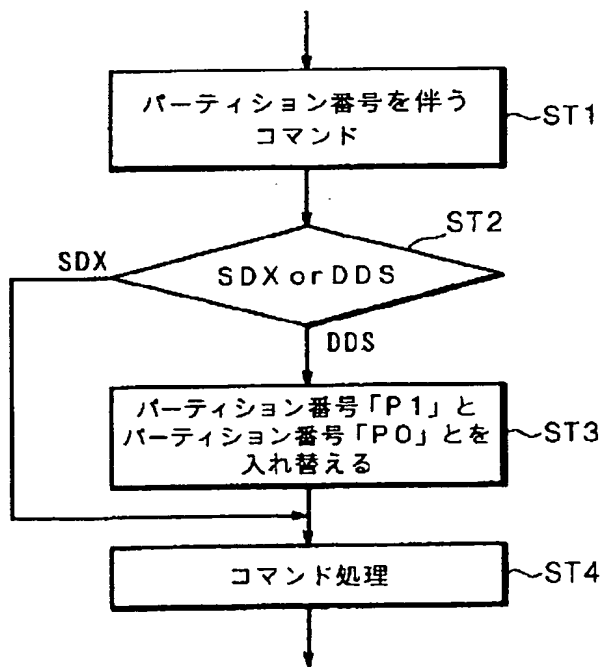 パーティション番号を伴う
コマンド
ST1
ST2
SDX
SDX or DDS
DDS
パーティション番号「P1」と
パーティション番号「P0」とを
入れ替える
ST3
コマンド処理
ST4